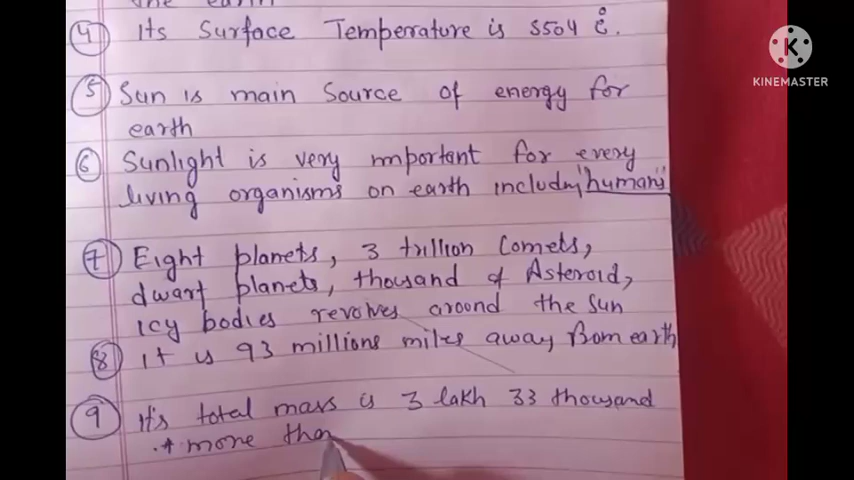 the earth
④ Its Surface Temperature is 5504 °c.
⑤ Sun is main Source of energy for
earth
⑥ Sunlight is very important for every
living organisms on earth including "humans"
⑦ Eight planets, 3 trillion Comets,
dwarf planets, thousand of Asteroid,
icy bodies revolves around the sun
⑧ It is 93 millions miles away from earth
⑨ It's total mass is 3 lakh 33 thousand
more than
KINEMASTER